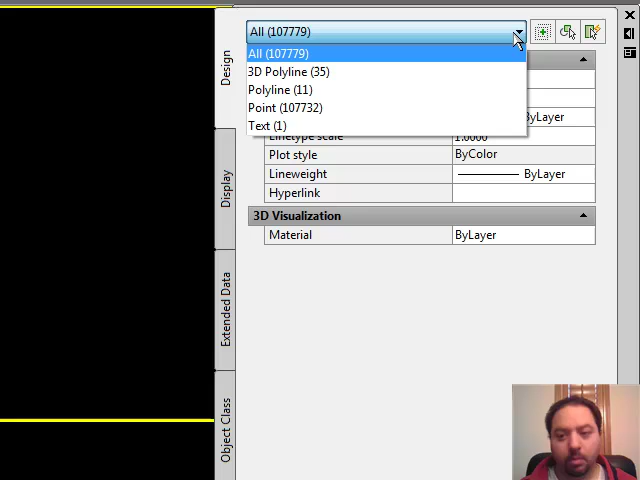 All (107779)
All (107779)
3D Polyline (35)
Polyline (11)
Point (107732)
Text (1)
ByLayer
Linetype scale 1.0000
Plot style ByColor
Lineweight ByLayer
Hyperlink
3D Visualization
Material ByLayer
Design
Display
Extended Data
Object Class